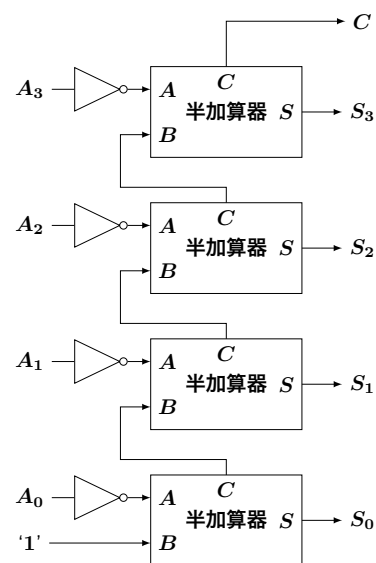 C
A₃ A C
半加算器 S S₃
B
A₂ A C
半加算器 S S₂
B
A₁ A C
半加算器 S S₁
B
A₀ A C
半加算器 S S₀
'1' B